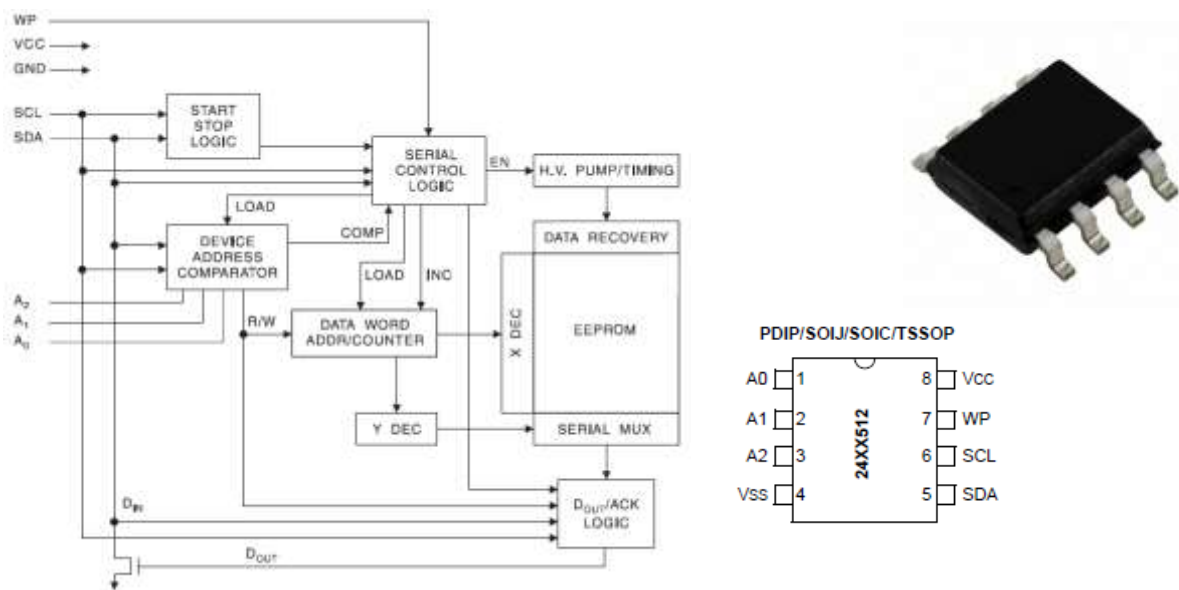 WP
VCC
GND
SCL
SDA
START
STOP
LOGIC
SERIAL
CONTROL
LOGIC
EN
H.V. PUMP/TIMING
LOAD
COMP
DEVICE
ADDRESS
COMPARATOR
LOAD
INC
DATA RECOVERY
A2
A1
A0
R/W
DATA WORD
ADDR/COUNTER
X DEC
EEPROM
Y DEC
SERIAL MUX
DIN
DOUT/ACK
LOGIC
DOUT
PDIP/SOIJ/SOIC/TSSOP
A0 1
A1 2
A2 3
Vss 4
24XX512
8 Vcc
7 WP
6 SCL
5 SDA